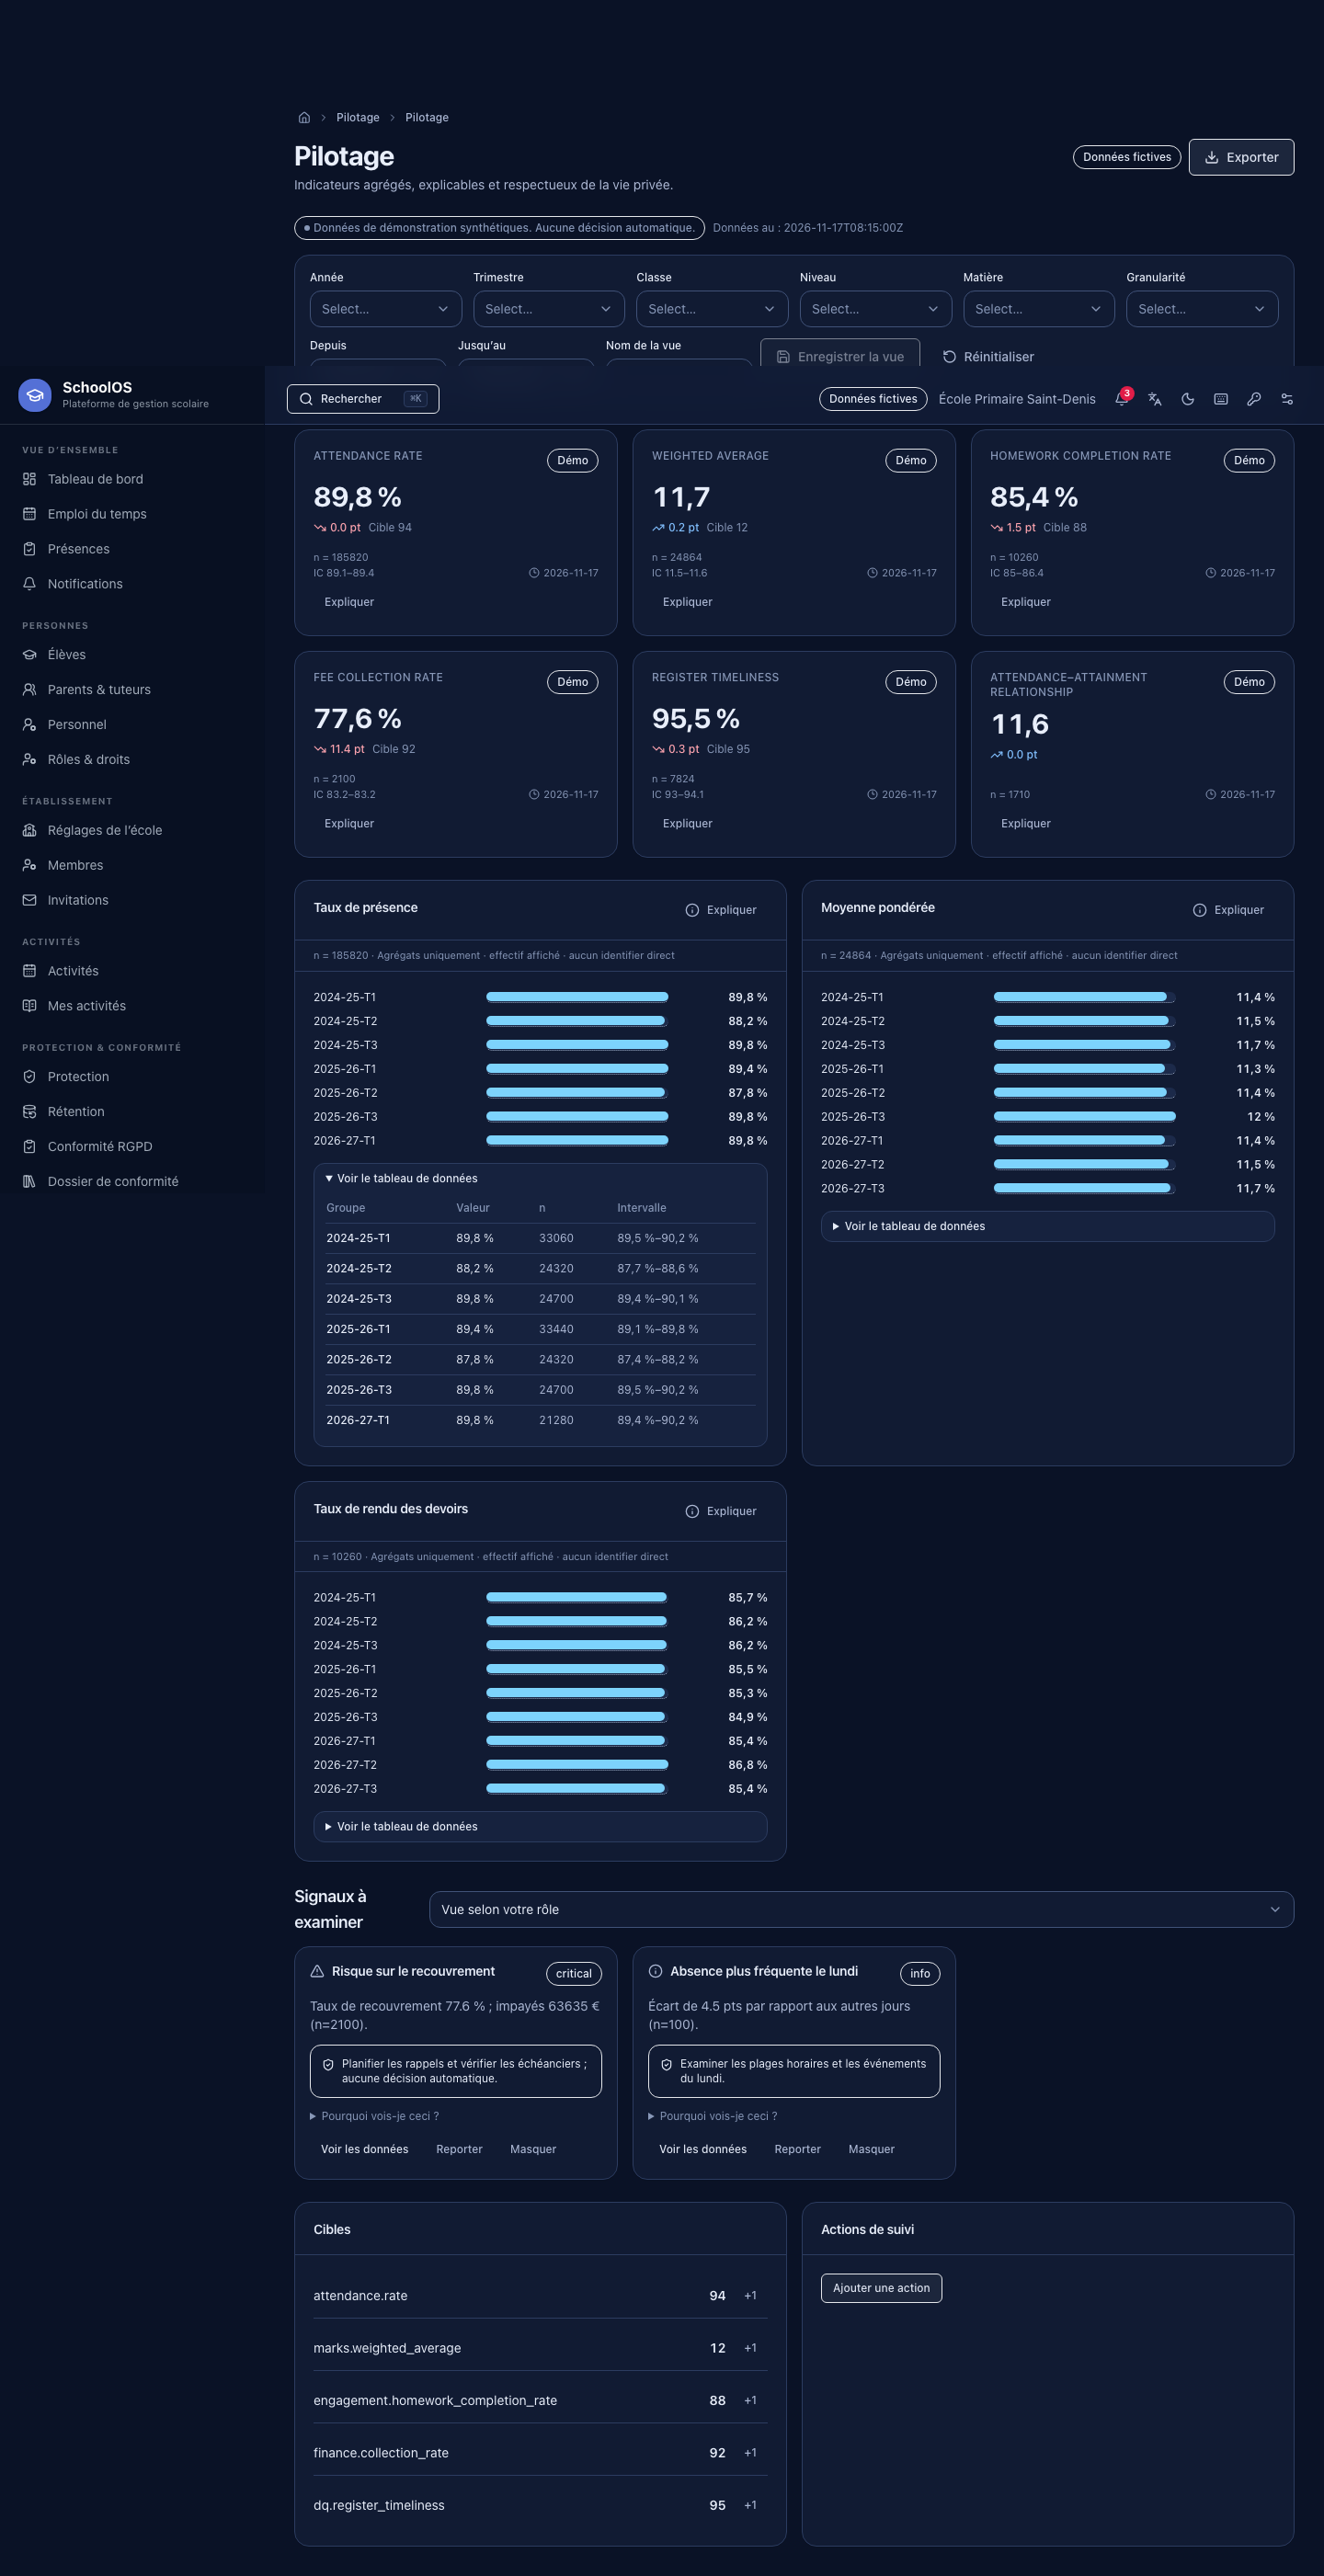 Pilotage
Pilotage
Pilotage
Données fictives
Exporter
Indicateurs agrégés, explicables et respectueux de la vie privée.
Données de démonstration synthétiques. Aucune décision automatique.
Données au : 2026-11-17T08:15:00Z
Année
Trimestre
Classe
Niveau
Matière
Granularité
Select...
Select...
Select...
Select...
Select...
Select...
Depuis
Jusqu'au
Nom de la vue
Enregistrer la vue
Réinitialiser
SchoolOS
Plateforme de gestion scolaire
Rechercher
⌘K
Données fictives
École Primaire Saint-Denis
3
VUE D'ENSEMBLE
Tableau de bord
Emploi du temps
Présences
Notifications
PERSONNES
Élèves
Parents & tuteurs
Personnel
Rôles & droits
ÉTABLISSEMENT
Réglages de l'école
Membres
Invitations
ACTIVITÉS
Activités
Mes activités
PROTECTION & CONFORMITÉ
Protection
Rétention
Conformité RGPD
Dossier de conformité
ATTENDANCE RATE
Démo
89,8 %
0.0 pt Cible 94
n = 185820
IC 89.1–89.4
2026-11-17
Expliquer
WEIGHTED AVERAGE
Démo
11,7
0.2 pt Cible 12
n = 24864
IC 11.5–11.6
2026-11-17
Expliquer
HOMEWORK COMPLETION RATE
Démo
85,4 %
1.5 pt Cible 88
n = 10260
IC 85–86.4
2026-11-17
Expliquer
FEE COLLECTION RATE
Démo
77,6 %
11.4 pt Cible 92
n = 2100
IC 83.2–83.2
2026-11-17
Expliquer
REGISTER TIMELINESS
Démo
95,5 %
0.3 pt Cible 95
n = 7824
IC 93–94.1
2026-11-17
Expliquer
ATTENDANCE–ATTAINMENT
RELATIONSHIP
Démo
11,6
0.0 pt
n = 1710
2026-11-17
Expliquer
Taux de présence
Expliquer
n = 185820 · Agrégats uniquement · effectif affiché · aucun identifier direct
2024-25-T1 89,8 %
2024-25-T2 88,2 %
2024-25-T3 89,8 %
2025-26-T1 89,4 %
2025-26-T2 87,8 %
2025-26-T3 89,8 %
2026-27-T1 89,8 %
Voir le tableau de données
Groupe Valeur n Intervalle
2024-25-T1 89,8 % 33060 89,5 %–90,2 %
2024-25-T2 88,2 % 24320 87,7 %–88,6 %
2024-25-T3 89,8 % 24700 89,4 %–90,1 %
2025-26-T1 89,4 % 33440 89,1 %–89,8 %
2025-26-T2 87,8 % 24320 87,4 %–88,2 %
2025-26-T3 89,8 % 24700 89,5 %–90,2 %
2026-27-T1 89,8 % 21280 89,4 %–90,2 %
Moyenne pondérée
Expliquer
n = 24864 · Agrégats uniquement · effectif affiché · aucun identifier direct
2024-25-T1 11,4 %
2024-25-T2 11,5 %
2024-25-T3 11,7 %
2025-26-T1 11,3 %
2025-26-T2 11,4 %
2025-26-T3 12 %
2026-27-T1 11,4 %
2026-27-T2 11,5 %
2026-27-T3 11,7 %
Voir le tableau de données
Taux de rendu des devoirs
Expliquer
n = 10260 · Agrégats uniquement · effectif affiché · aucun identifier direct
2024-25-T1 85,7 %
2024-25-T2 86,2 %
2024-25-T3 86,2 %
2025-26-T1 85,5 %
2025-26-T2 85,3 %
2025-26-T3 84,9 %
2026-27-T1 85,4 %
2026-27-T2 86,8 %
2026-27-T3 85,4 %
Voir le tableau de données
Signaux à
examiner
Vue selon votre rôle
Risque sur le recouvrement
critical
Taux de recouvrement 77.6 % ; impayés 63635 €
(n=2100).
Planifier les rappels et vérifier les échéanciers ;
aucune décision automatique.
Pourquoi vois-je ceci ?
Voir les données Reporter Masquer
Absence plus fréquente le lundi
info
Écart de 4.5 pts par rapport aux autres jours
(n=100).
Examiner les plages horaires et les événements
du lundi.
Pourquoi vois-je ceci ?
Voir les données Reporter Masquer
Cibles
attendance.rate 94 +1
marks.weighted_average 12 +1
engagement.homework_completion_rate 88 +1
finance.collection_rate 92 +1
dq.register_timeliness 95 +1
Actions de suivi
Ajouter une action